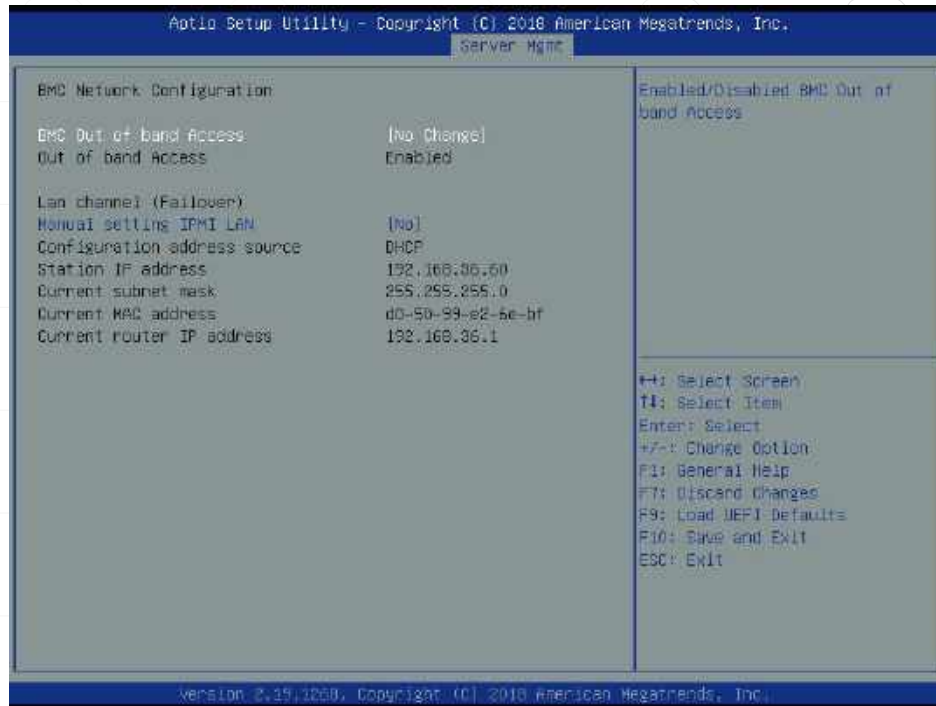 Aptio Setup Utility - Copyright (C) 2018 American Megatrends, Inc.
Server Mgmt
BMC Network Configuration
BMC Out of band Access [No Change]
Out of band Access Enabled
Lan channel (Failover)
Manual setting IPMI LAN [No]
Configuration address source DHCP
Station IP address
Current subnet mask 255.255.255.0
Current MAC address d0-50-99-e2-6e-bf
Current router IP address 192.168.36.1
Enabled/Disabled BMC Out of
band Access
←→: Select Screen
↑↓: Select Item
Enter: Select
+/-: Change Option
F1: General Help
F7: Discard Changes
F9: Load UEFI Defaults
F10: Save and Exit
ESC: Exit
Version 2.19.1268. Copyright (C) 2018 American Megatrends, Inc.